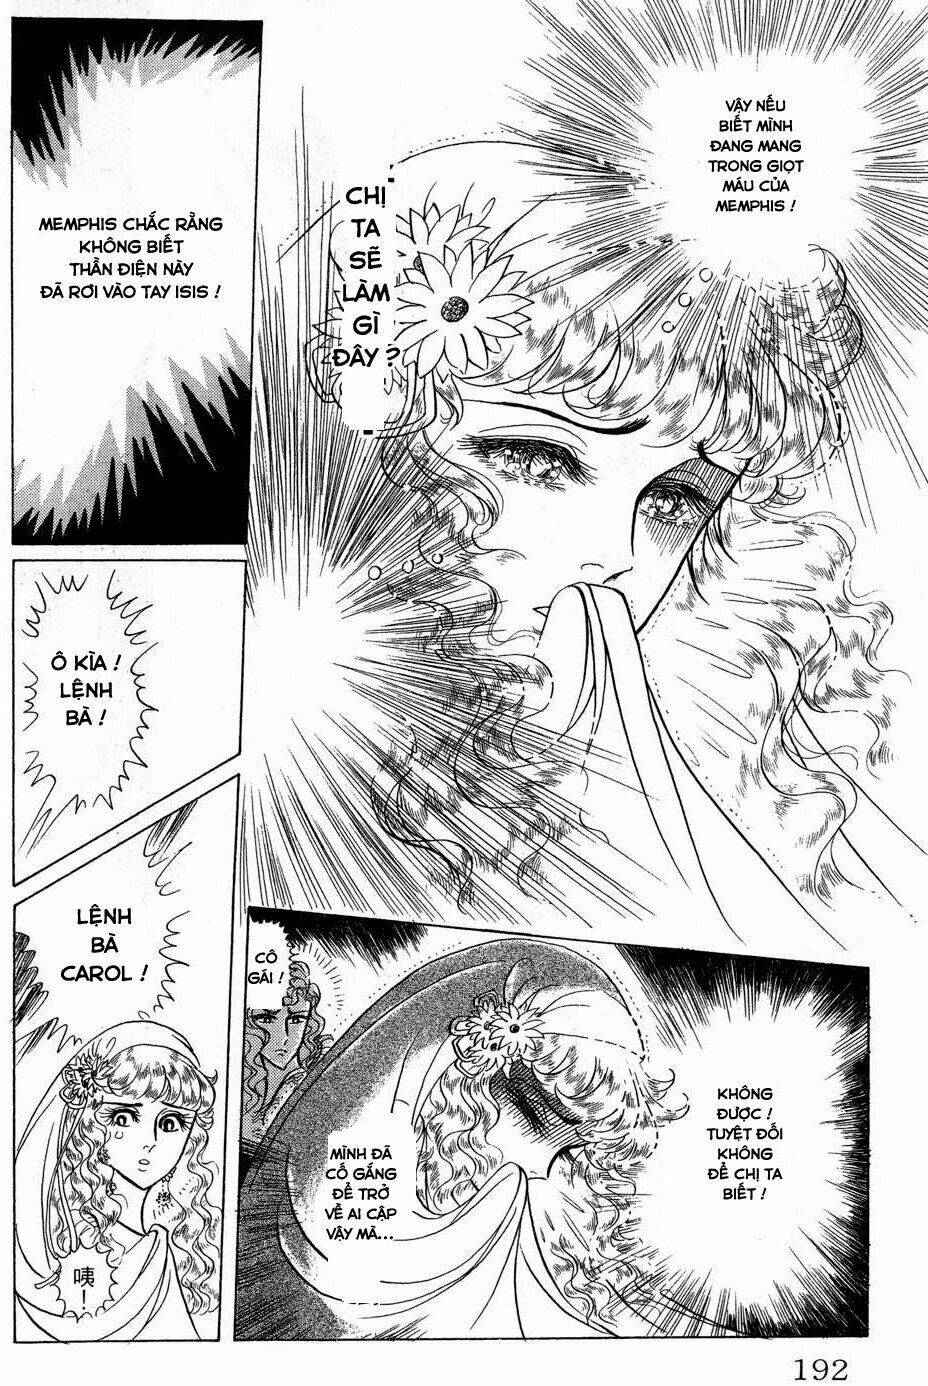 VẬY NẾU
BIẾT MÌNH
ĐANG MANG
TRONG GIỌT
MÁU CỦA
MEMPHIS !
CHỊ
TA
SẼ
LÀM
GÌ
ĐÂY ?
MEMPHIS CHẮC RẰNG
KHÔNG BIẾT
THẦN ĐIỆN NÀY
ĐÃ RƠI VÀO TAY ISIS !
Ô KÌA !
LỆNH
BÀ !
LỆNH
BÀ
CAROL !
咦
!
CÔ
GÁI !
MÌNH ĐÃ
CỐ GẮNG
ĐỂ TRỞ
VỀ AI CẬP
VẬY MÀ...
KHÔNG
ĐƯỢC !
TUYỆT ĐỐI
KHÔNG
ĐỂ CHỊ TA
BIẾT !
192